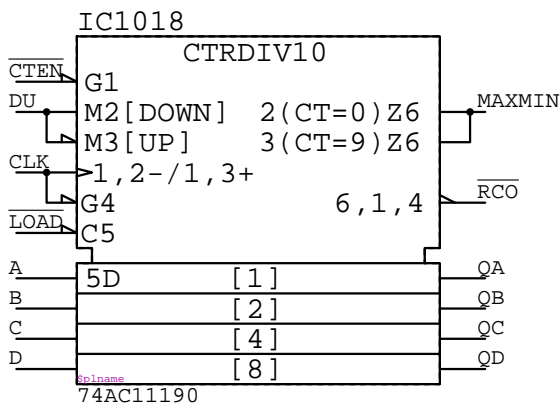 IC1018
CTRDIV10
CTEN G1
DU M2[DOWN] 2(CT=0)Z6 MAXMIN
M3[UP] 3(CT=9)Z6
CLK 1,2-/1,3+
G4 6,1,4 RCO
LOAD C5
A 5D [1] QA
B [2] QB
C [4] QC
D [8] QD
$plname
74AC11190